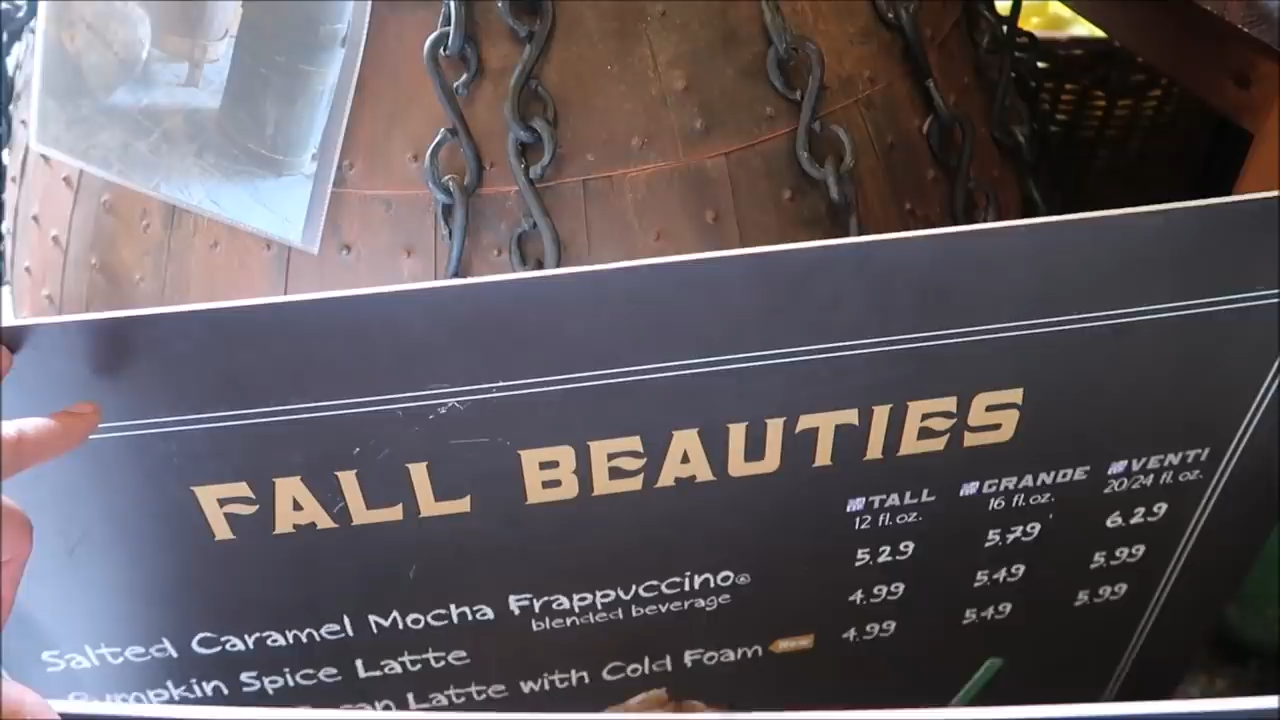 FALL BEAUTIES
TALL GRANDE VENTI
12 fl. oz. 16 fl. oz. 20/24 fl. oz.
Salted Caramel Mocha Frappuccino® 5.29 5.79 6.29
blended beverage
Pumpkin Spice Latte 4.99 5.49 5.99
Latte with Cold Foam New 4.99 5.49 5.99